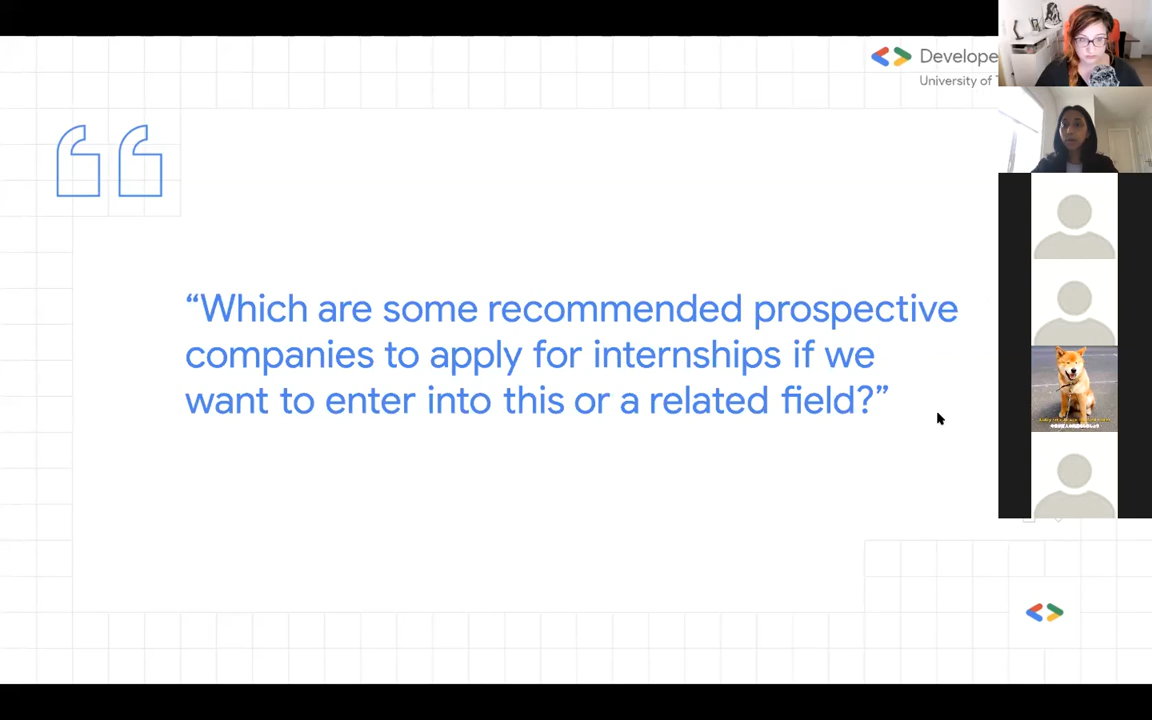 Develope
University of
“Which are some recommended prospective
companies to apply for internships if we
want to enter into this or a related field?”